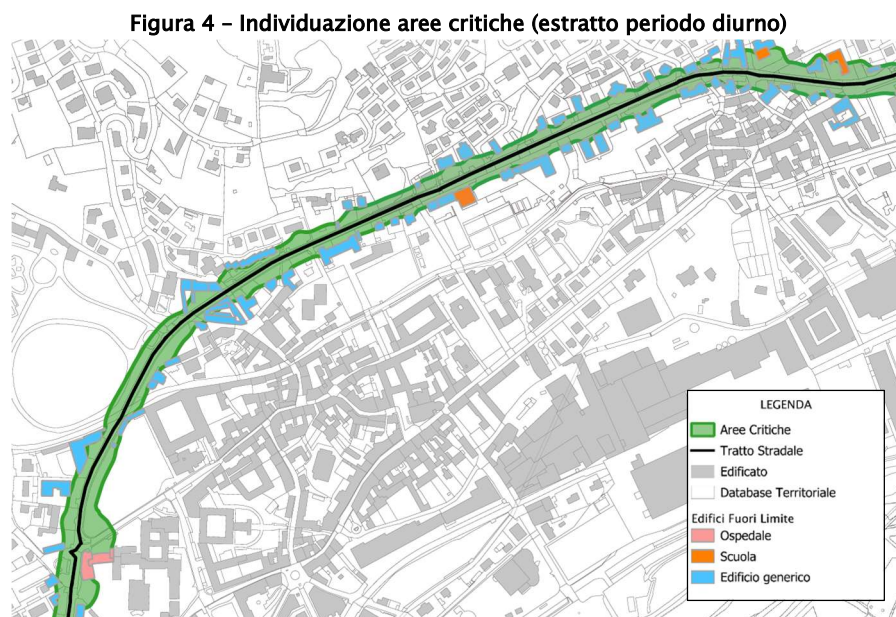 Figura 4 – Individuazione aree critiche (estratto periodo diurno)
LEGENDA
Aree Critiche
Tratto Stradale
Edificato
Database Territoriale
Edifici Fuori Limite
Ospedale
Scuola
Edificio generico